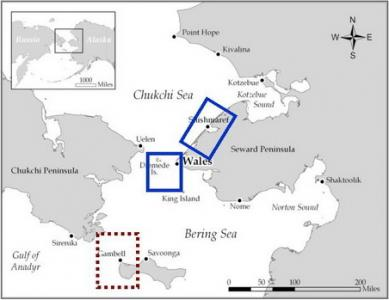 Russia
Alaska
1000
Miles
Point Hope
Kivalina
N
W
E
S
Chukchi Sea
Kotzebue
Kotzebue
Sound
Shishmaref
Uelen
Diomede
Is.
Wales
Seward Peninsula
Chukchi Peninsula
King Island
Shaktoolik
Nome
Norton Sound
Sireniki
Bering Sea
Gulf of
Anadyr
Gambell
Savoonga
0 50 100 200
Miles